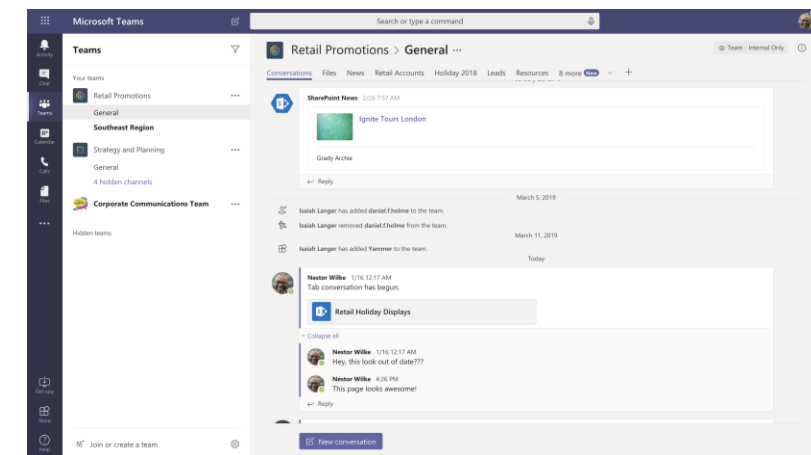 Microsoft Teams
Search or type a command
Activity
Chat
Teams
Calendar
Calls
Files
Get app
Store
Help
Teams
Your teams
Retail Promotions
General
Southeast Region
Strategy and Planning
General
4 hidden channels
Corporate Communications Team
Hidden teams
Join or create a team
Retail Promotions > General
Team Internal Only
Conversations Files News Retail Accounts Holiday 2018 Leads Resources 8 more New
SharePoint News 2/26 7:57 AM
Ignite Tours London
Grady Archie
Reply
March 5, 2019
Isaiah Langer has added daniel.f.holme to the team.
Isaiah Langer removed daniel.f.holme from the team.
March 11, 2019
Isaiah Langer has added Yammer to the team.
Today
Nestor Wilke 1/16 12:17 AM
Tab conversation has begun.
Retail Holiday Displays
Collapse all
Nestor Wilke 1/16 12:17 AM
Hey, this look out of date???
Nestor Wilke 4:26 PM
This page looks awesome!
Reply
New conversation